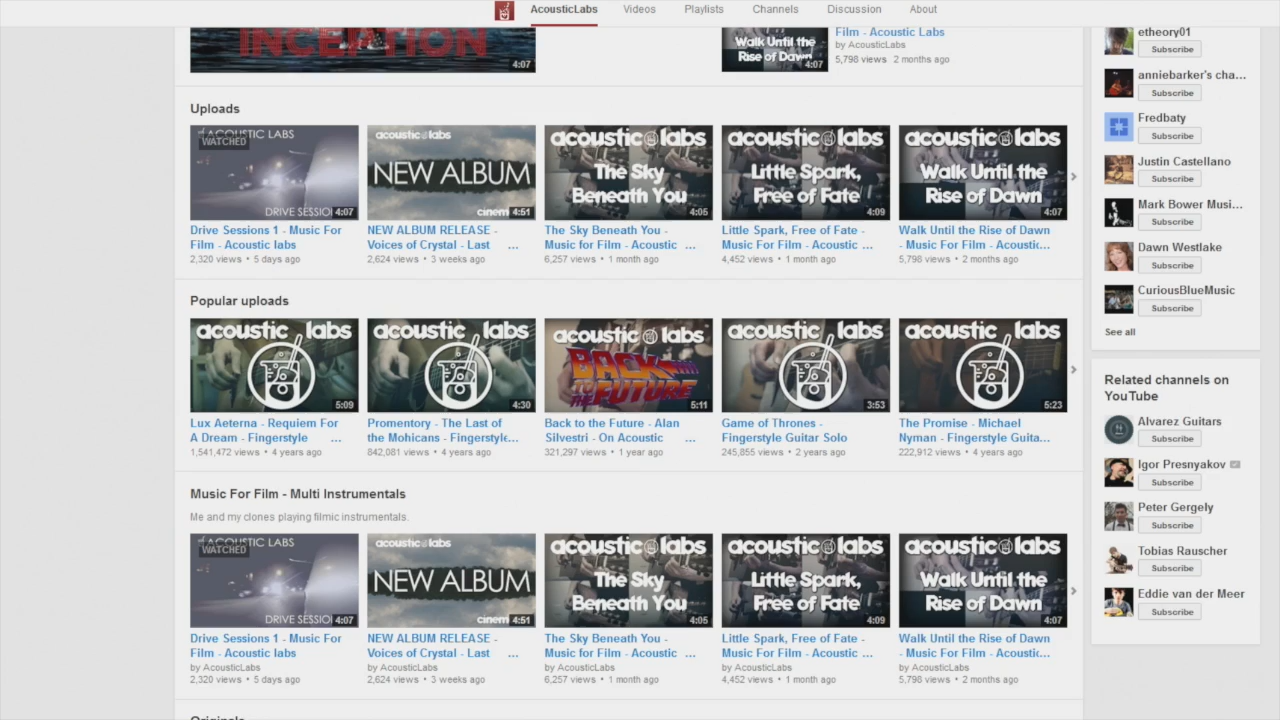 AcousticLabs Videos Playlists Channels Discussion About
INCEPTION
4:07
Walk Until the
Rise of Dawn
4:07
Film - Acoustic Labs
by AcousticLabs
5,798 views 2 months ago
Uploads
ACOUSTIC LABS
WATCHED
DRIVE SESSIO
4:07
Drive Sessions 1 - Music For
Film - Acoustic labs
2,320 views • 5 days ago
acoustic labs
NEW ALBUM
cinem
4:51
NEW ALBUM RELEASE -
Voices of Crystal - Last ...
2,624 views • 3 weeks ago
acoustic labs
The Sky
Beneath You
4:05
The Sky Beneath You -
Music for Film - Acoustic ...
6,257 views • 1 month ago
acoustic labs
Little Spark,
Free of Fate
4:09
Little Spark, Free of Fate -
Music For Film - Acoustic ...
4,452 views • 1 month ago
acoustic labs
Walk Until the
Rise of Dawn
4:07
Walk Until the Rise of Dawn
- Music For Film - Acoustic...
5,798 views • 2 months ago
Popular uploads
acoustic labs
5:09
Lux Aeterna - Requiem For
A Dream - Fingerstyle ...
1,541,472 views • 4 years ago
acoustic labs
4:30
Promentory - The Last of
the Mohicans - Fingerstyle...
842,081 views • 4 years ago
acoustic labs
BACK
TO THE FUTURE
5:11
Back to the Future - Alan
Silvestri - On Acoustic ...
321,297 views • 1 year ago
acoustic labs
3:53
Game of Thrones -
Fingerstyle Guitar Solo
245,855 views • 2 years ago
acoustic labs
5:23
The Promise - Michael
Nyman - Fingerstyle Guita...
222,912 views • 4 years ago
Music For Film - Multi Instrumentals
Me and my clones playing filmic instrumentals.
ACOUSTIC LABS
WATCHED
DRIVE SESSIO
4:07
Drive Sessions 1 - Music For
Film - Acoustic labs
by AcousticLabs
2,320 views • 5 days ago
acoustic labs
NEW ALBUM
cinem
4:51
NEW ALBUM RELEASE -
Voices of Crystal - Last ...
by AcousticLabs
2,624 views • 3 weeks ago
acoustic labs
The Sky
Beneath You
4:05
The Sky Beneath You -
Music for Film - Acoustic ...
by AcousticLabs
6,257 views • 1 month ago
acoustic labs
Little Spark,
Free of Fate
4:09
Little Spark, Free of Fate -
Music For Film - Acoustic ...
by AcousticLabs
4,452 views • 1 month ago
acoustic labs
Walk Until the
Rise of Dawn
4:07
Walk Until the Rise of Dawn
- Music For Film - Acoustic...
by AcousticLabs
5,798 views • 2 months ago
Originals
etheory01
Subscribe
anniebarker's cha...
Subscribe
Fredbaty
Subscribe
Justin Castellano
Subscribe
Mark Bower Musi...
Subscribe
Dawn Westlake
Subscribe
CuriousBlueMusic
Subscribe
See all
Related channels on
YouTube
Alvarez Guitars
Subscribe
Igor Presnyakov
Subscribe
Peter Gergely
Subscribe
Tobias Rauscher
Subscribe
Eddie van der Meer
Subscribe